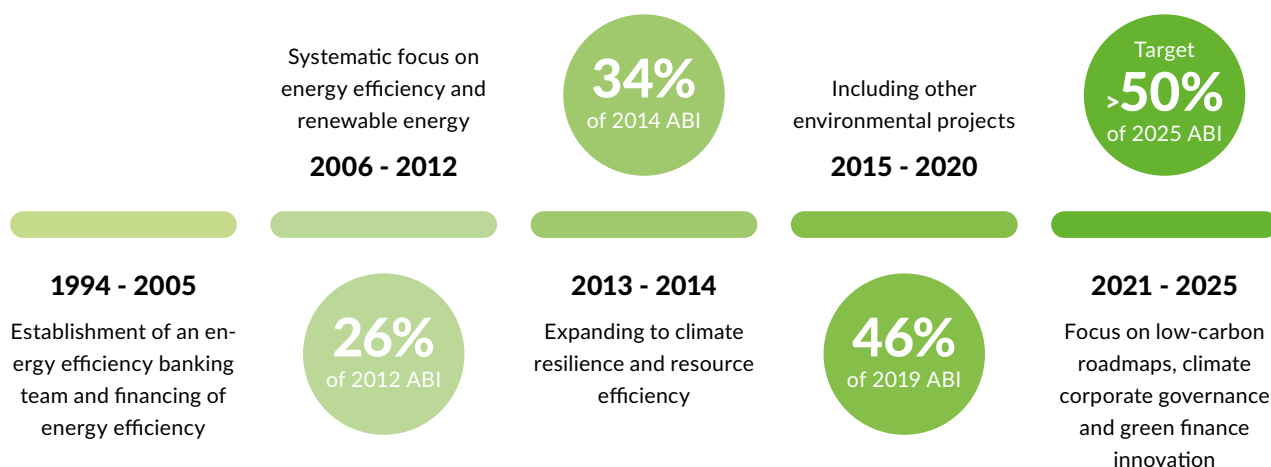 1994 - 2005
Establishment of an en-
ergy efficiency banking
team and financing of
energy efficiency
Systematic focus on
energy efficiency and
renewable energy
2006 - 2012
26%
of 2012 ABI
34%
of 2014 ABI
2013 - 2014
Expanding to climate
resilience and resource
efficiency
Including other
environmental projects
2015 - 2020
46%
of 2019 ABI
Target
>50%
of 2025 ABI
2021 - 2025
Focus on low-carbon
roadmaps, climate
corporate governance
and green finance
innovation